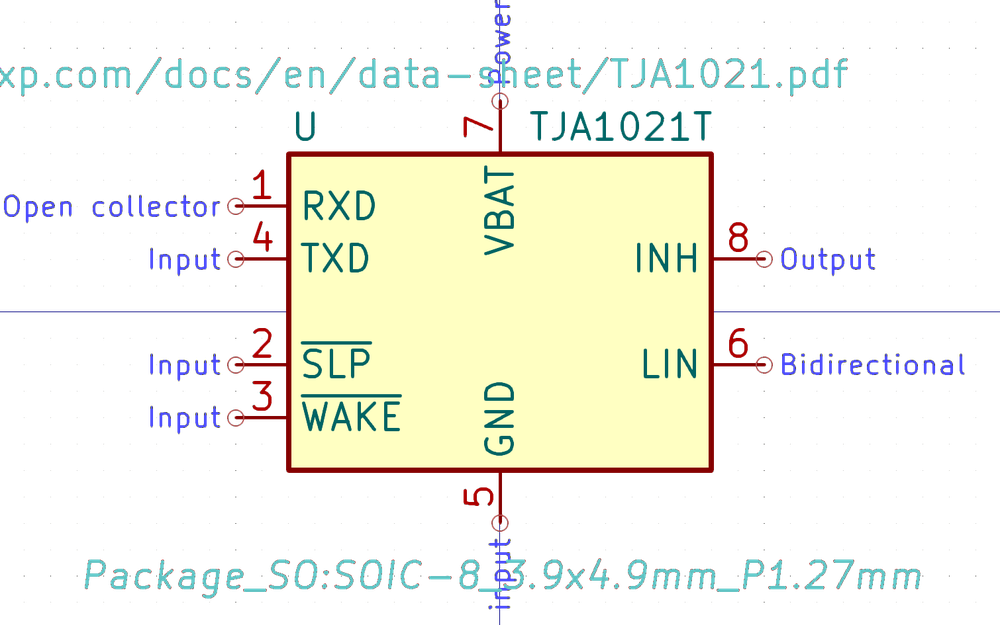 power
xp.com/docs/en/data-sheet/TJA1021.pdf
U
7
TJA1021T
1
Open collector
RXD
VBAT
4
Input
TXD
INH
8
Output
2
Input
SLP
LIN
6
Bidirectional
3
Input
WAKE
GND
5
input
Package_SO:SOIC-8_3.9x4.9mm_P1.27mm